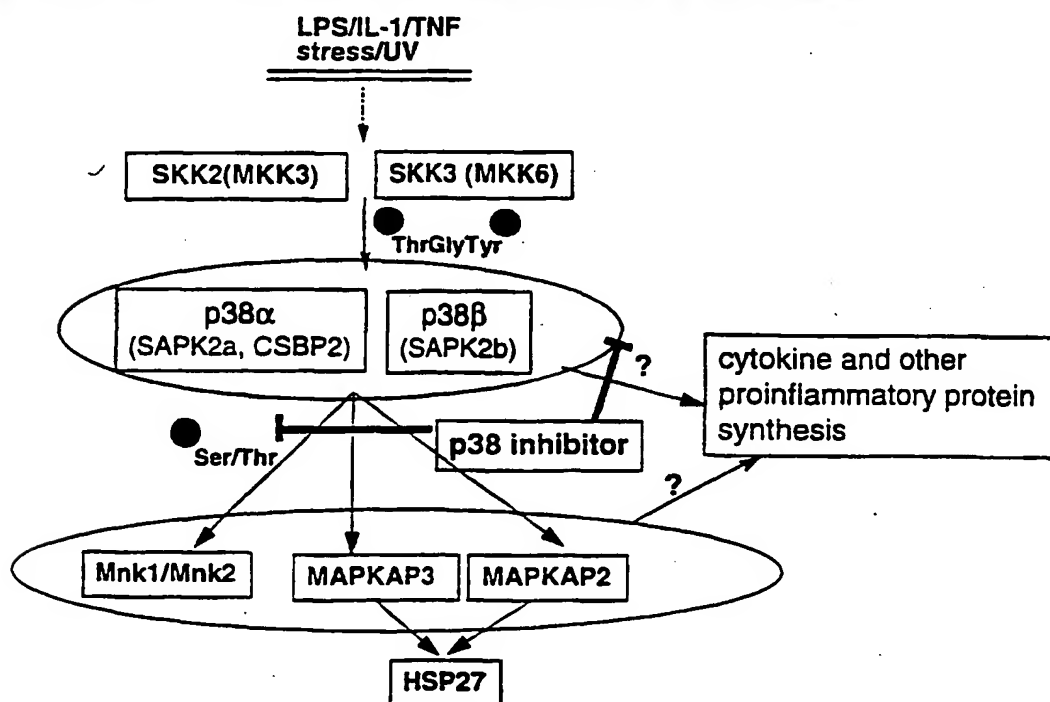 LPS/IL-1/TNF
stress/UV
SKK2(MKK3)
SKK3 (MKK6)
ThrGlyTyr
p38α
(SAPK2a, CSBP2)
p38β
(SAPK2b)
?
cytokine and other
proinflammatory protein
synthesis
Ser/Thr
p38 inhibitor
?
Mnk1/Mnk2
MAPKAP3
MAPKAP2
HSP27